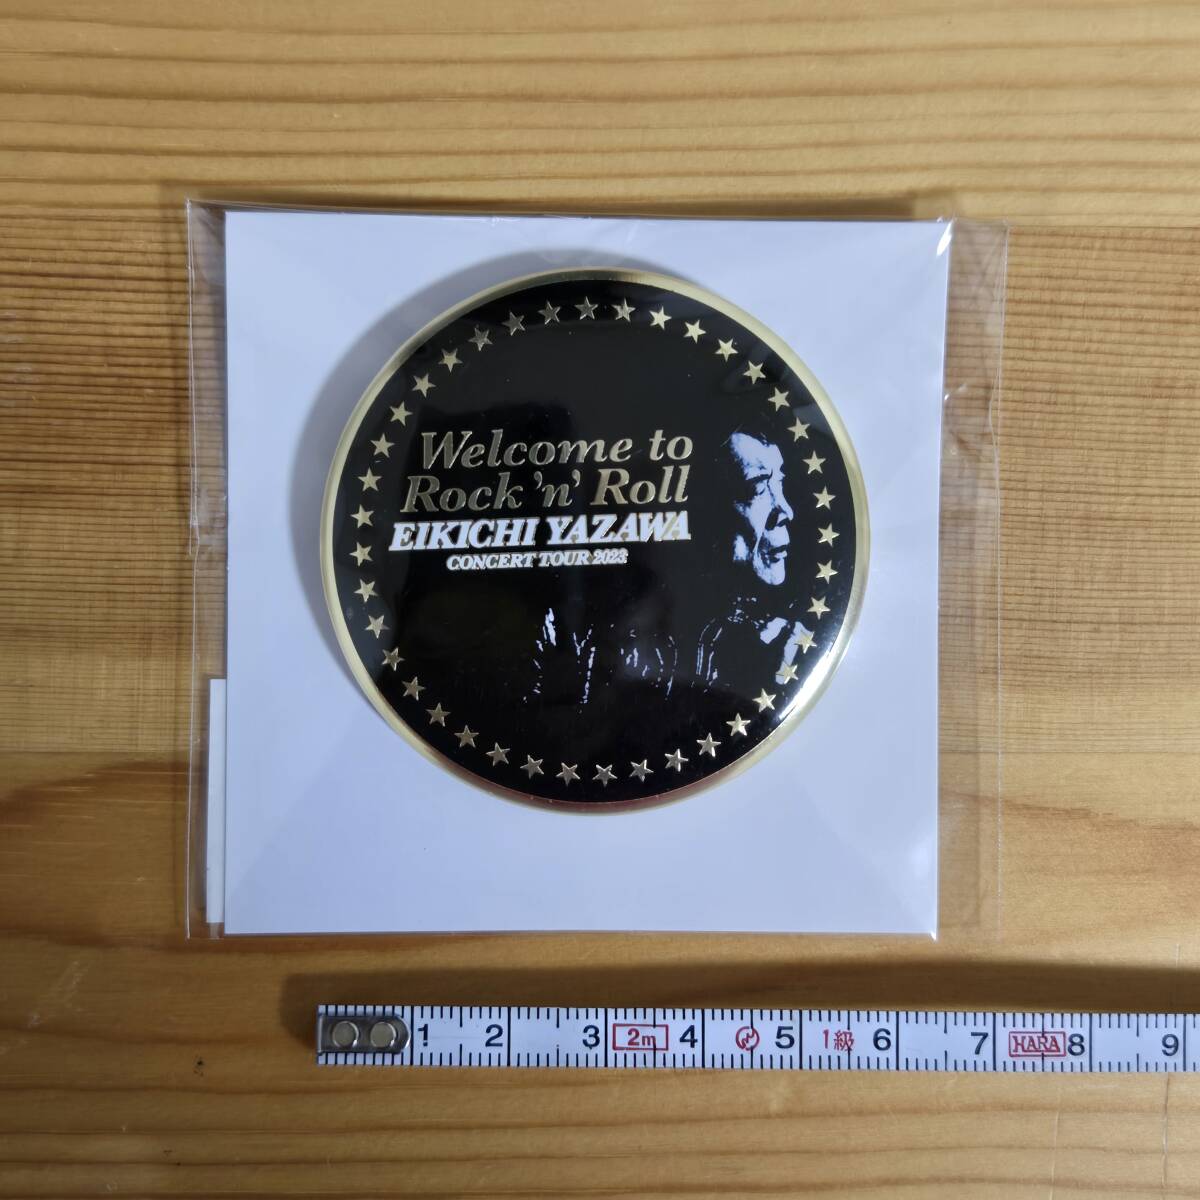 Welcome to
Rock 'n' Roll
EIKICHI YAZAWA
CONCERT TOUR 2023
1 2 3 2m 4 5 1級 6 7 HARA 8 9